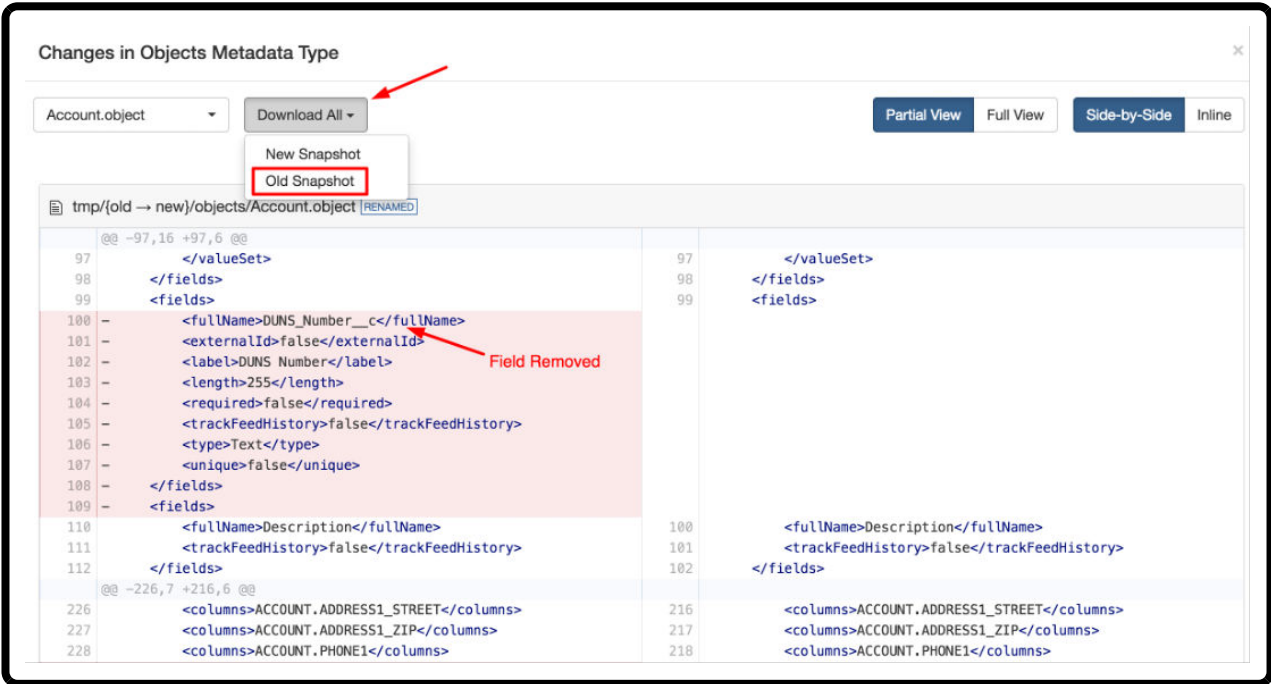 Changes in Objects Metadata Type ×
Account.object Download All Partial View Full View Side-by-Side Inline
New Snapshot
Old Snapshot
tmp/{old → new}/objects/Account.object RENAMED
@@ -97,16 +97,6 @@
97 </valueSet> 97 </valueSet>
98 </fields> 98 </fields>
99 <fields> 99 <fields>
100 - <fullName>DUNS_Number__c</fullName>
101 - <externalId>false</externalId>
102 - <label>DUNS Number</label> Field Removed
103 - <length>255</length>
104 - <required>false</required>
105 - <trackFeedHistory>false</trackFeedHistory>
106 - <type>Text</type>
107 - <unique>false</unique>
108 - </fields>
109 - <fields>
110 <fullName>Description</fullName> 100 <fullName>Description</fullName>
111 <trackFeedHistory>false</trackFeedHistory> 101 <trackFeedHistory>false</trackFeedHistory>
112 </fields> 102 </fields>
@@ -226,7 +216,6 @@
226 <columns>ACCOUNT.ADDRESS1_STREET</columns> 216 <columns>ACCOUNT.ADDRESS1_STREET</columns>
227 <columns>ACCOUNT.ADDRESS1_ZIP</columns> 217 <columns>ACCOUNT.ADDRESS1_ZIP</columns>
228 <columns>ACCOUNT.PHONE1</columns> 218 <columns>ACCOUNT.PHONE1</columns>